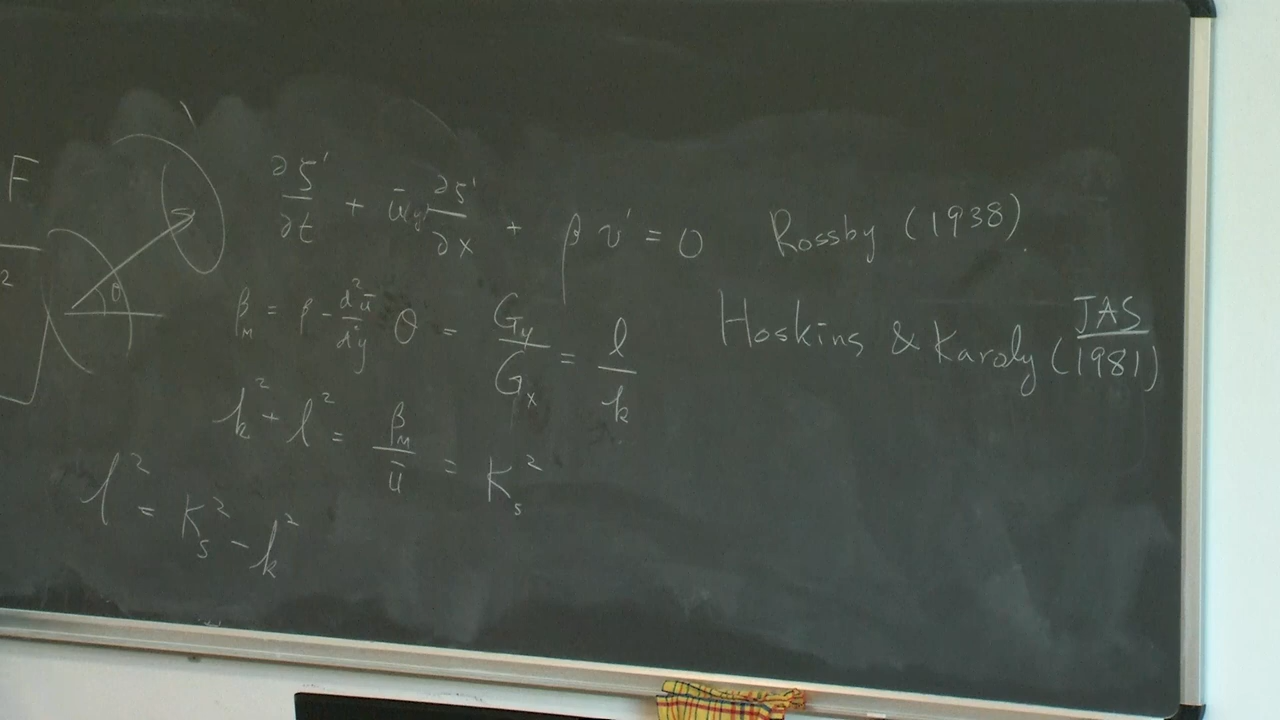 F
2
θ
∂ζ'/∂t + ū(y) ∂ζ'/∂x + β v' = 0 Rossby (1938).
β_M = β - d²ū/dy² θ = G_y/G_x = l/k Hoskins & Karoly (JAS 1981)
k² + l² = β_M/ū = K_s²
l² = K_s² - k²